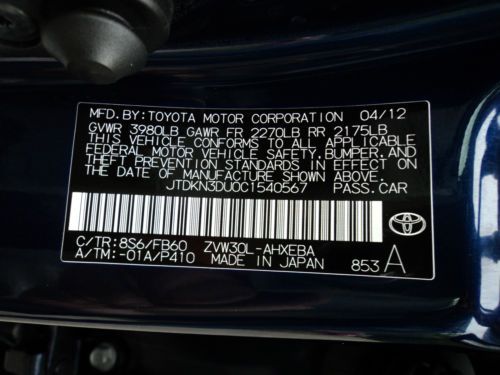 MFD. BY: TOYOTA MOTOR CORPORATION 04/12
GVWR 3980LB GAWR FR 2270LB RR 2175LB
THIS VEHICLE CONFORMS TO ALL APPLICABLE
FEDERAL MOTOR VEHICLE SAFETY, BUMPER, AND
THEFT PREVENTION STANDARDS IN EFFECT ON
THE DATE OF MANUFACTURE SHOWN ABOVE.
JTDKN3DU0C1540567 PASS. CAR
C/TR: 8S6/FB60 ZVW30L-AHXEBA
A/TM: -01A/P410 MADE IN JAPAN 853 A